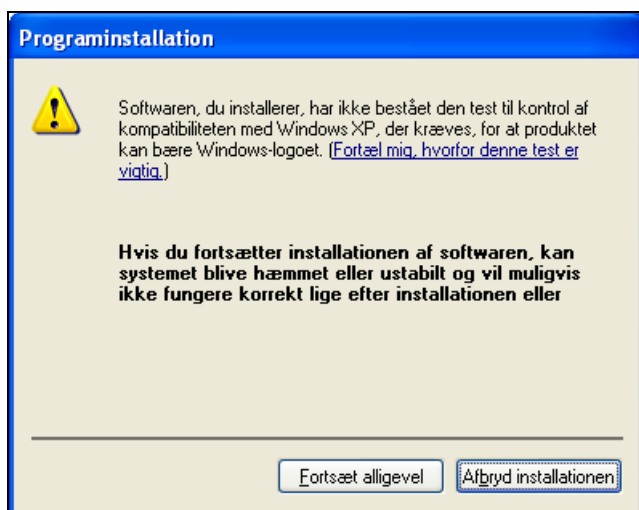 Programinstallation
Softwaren, du installerer, har ikke bestået den test til kontrol af
kompatibiliteten med Windows XP, der kræves, for at produktet
kan bære Windows-logoet. (Fortæl mig, hvorfor denne test er
vigtig.)
Hvis du fortsætter installationen af softwaren, kan
systemet blive hæmmet eller ustabilt og vil muligvis
ikke fungere korrekt lige efter installationen eller
Fortsæt alligevel
Afbryd installationen